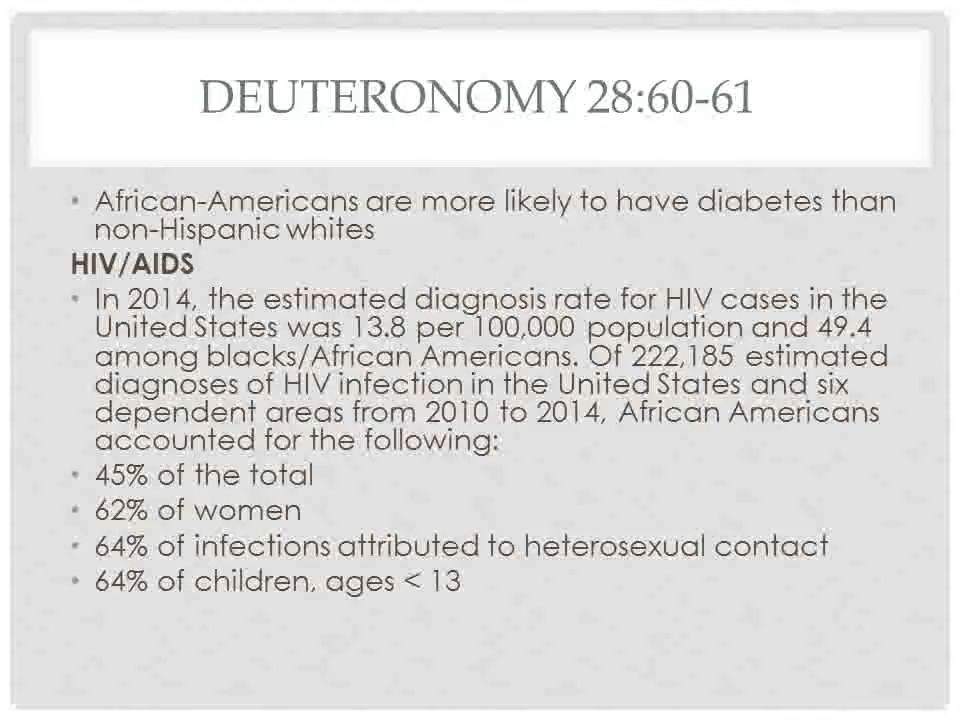 DEUTERONOMY 28:60-61
• African-Americans are more likely to have diabetes than
non-Hispanic whites
HIV/AIDS
• In 2014, the estimated diagnosis rate for HIV cases in the
United States was 13.8 per 100,000 population and 49.4
among blacks/African Americans. Of 222,185 estimated
diagnoses of HIV infection in the United States and six
dependent areas from 2010 to 2014, African Americans
accounted for the following:
• 45% of the total
• 62% of women
• 64% of infections attributed to heterosexual contact
• 64% of children, ages < 13